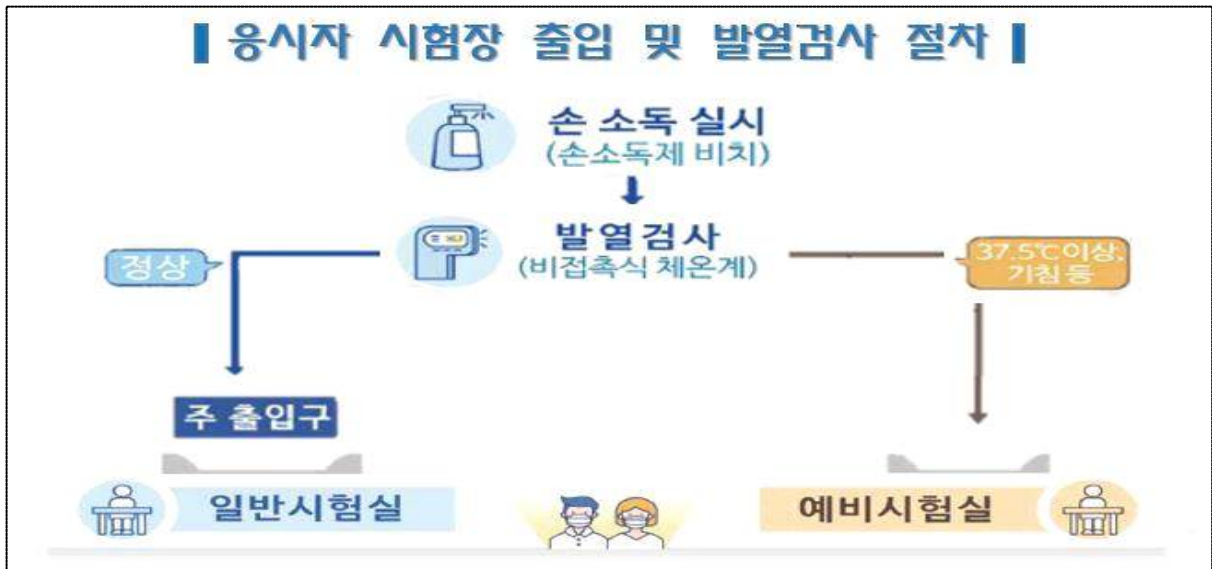 응시자 시험장 출입 및 발열검사 절차
손 소독 실시
(손소독제 비치)
발열검사
(비접촉식 체온계)
정상
37.5℃이상,
기침 등
주 출입구
일반시험실
예비시험실